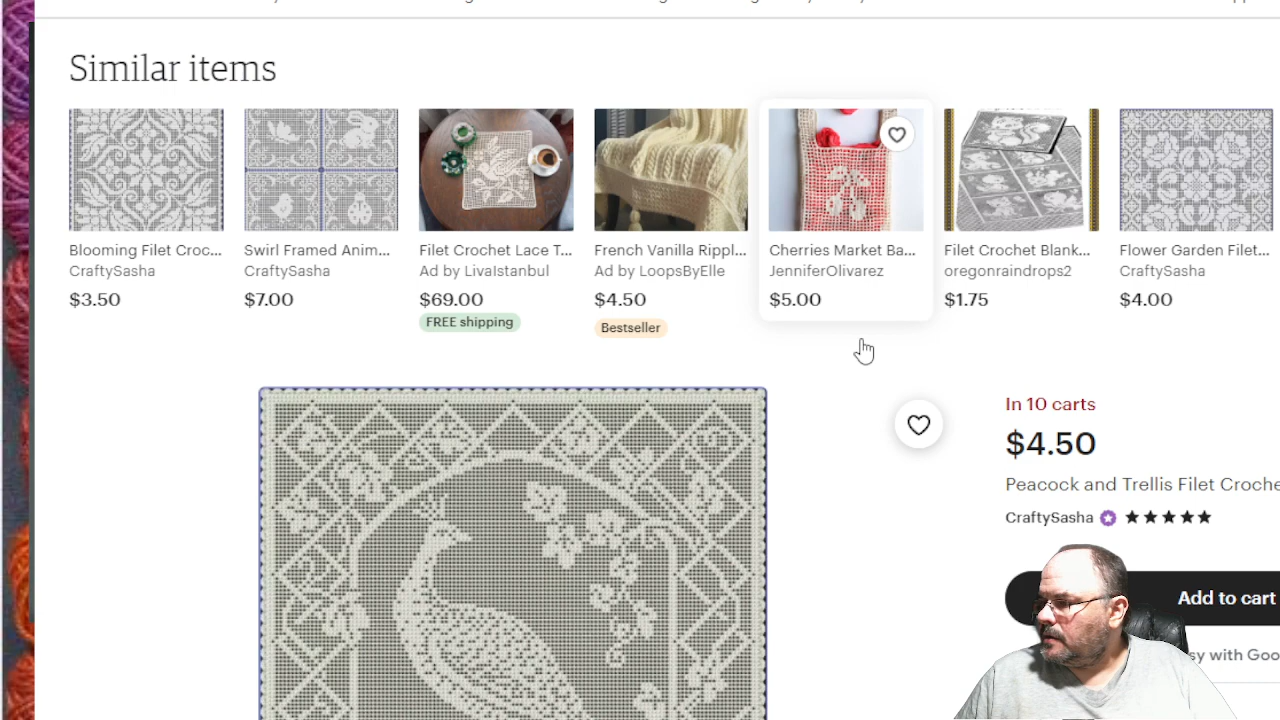 Similar items
Blooming Filet Croc... Swirl Framed Anim... Filet Crochet Lace T... French Vanilla Rippl... Cherries Market Ba... Filet Crochet Blank... Flower Garden Filet...
CraftySasha CraftySasha Ad by LivaIstanbul Ad by LoopsByElle JenniferOlivarez oregonraindrops2 CraftySasha
$3.50 $7.00 $69.00 $4.50 $5.00 $1.75 $4.00
FREE shipping Bestseller
In 10 carts
$4.50
Peacock and Trellis Filet Croche
CraftySasha
Add to cart
sy with Goo